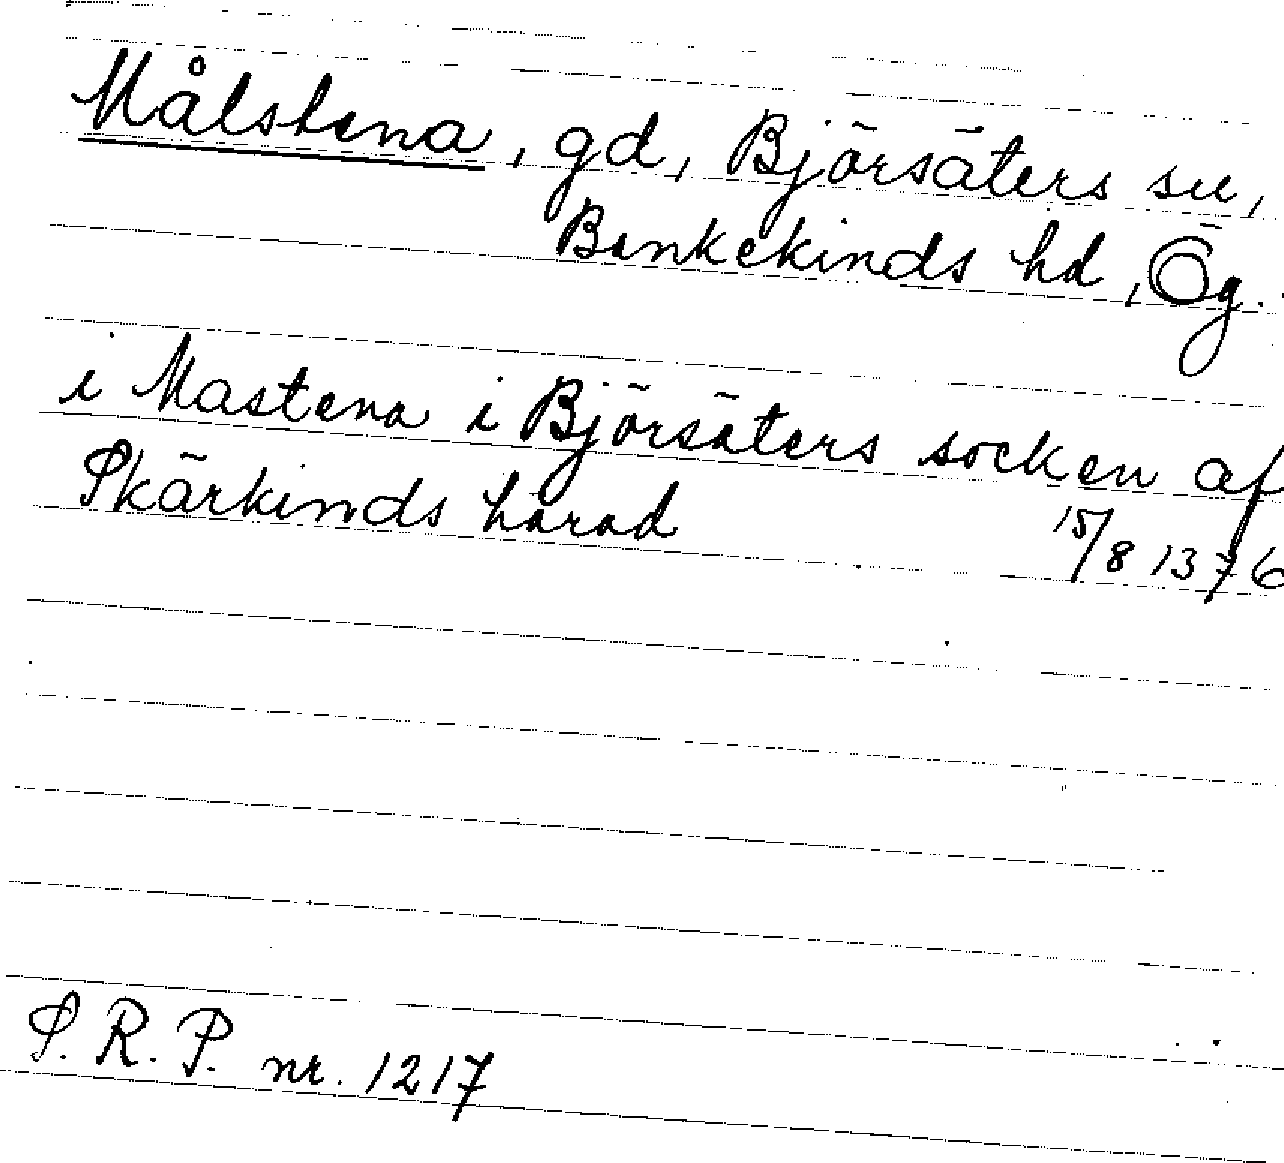 Målstena, gd, Björsäters sn,
Bankekinds hd, Ög.
i Mastena i Björsäters socken af
Skärkinds härad 15/8 1376
S. R. P. nr. 1217